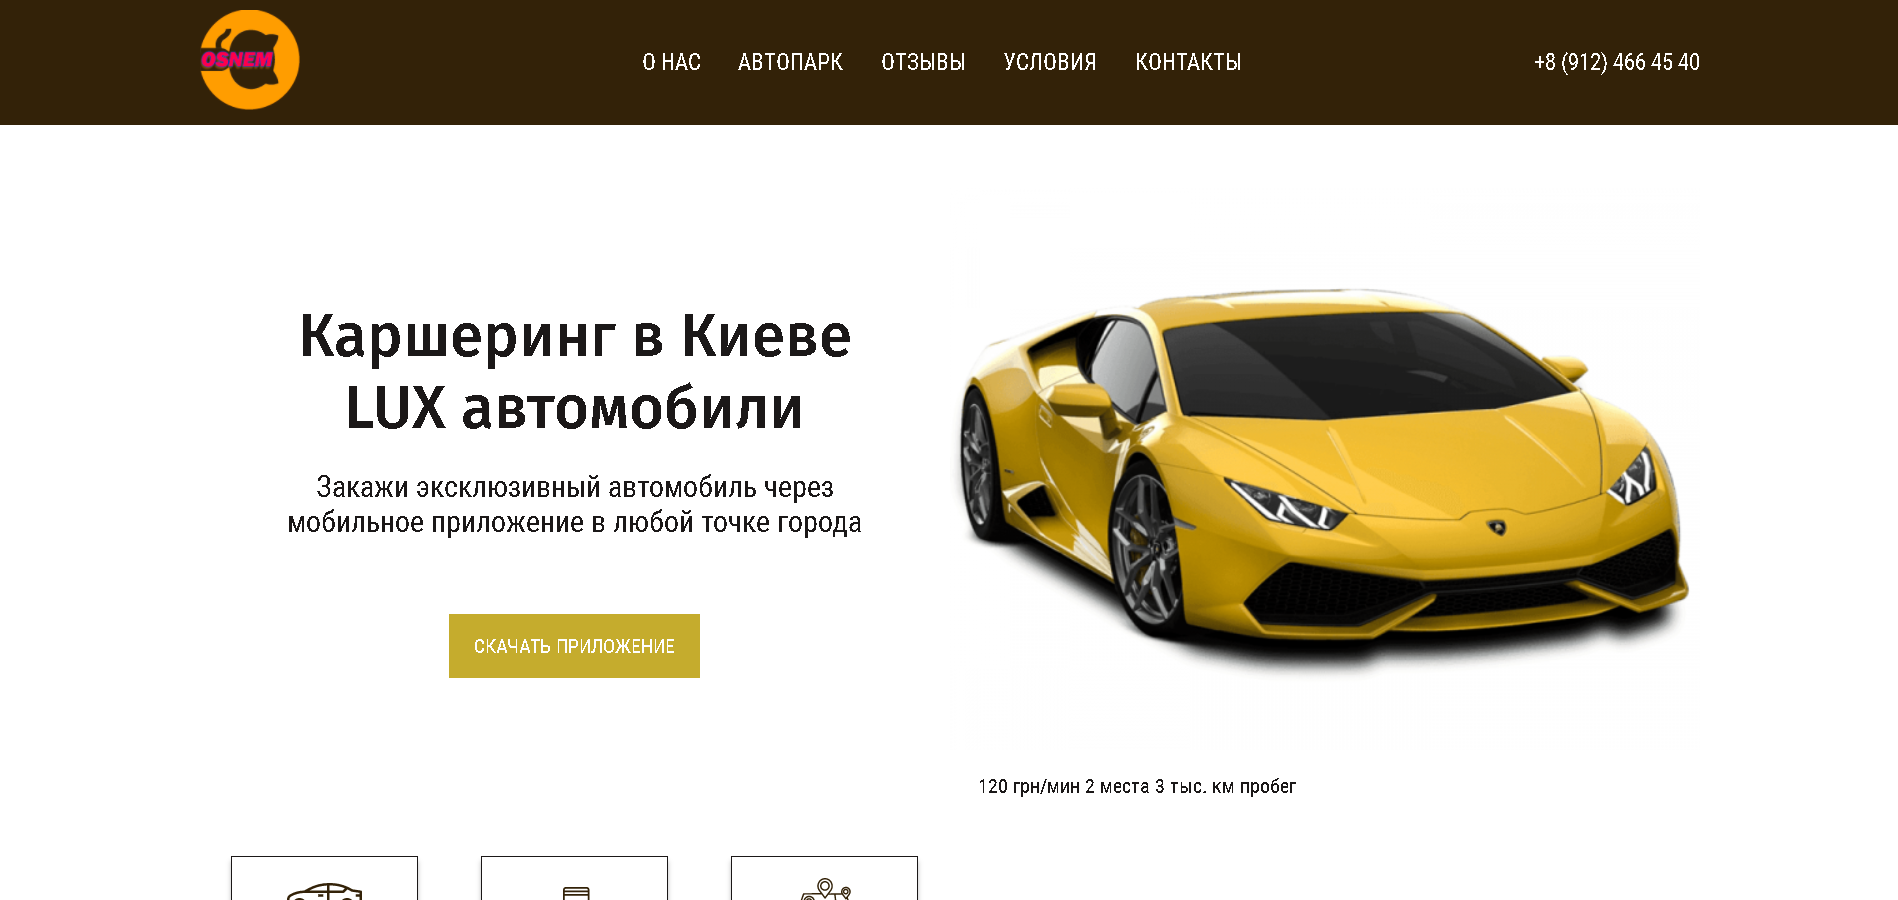 OSNEM
О НАС АВТОПАРК ОТЗЫВЫ УСЛОВИЯ КОНТАКТЫ
+8 (912) 466 45 40
Каршеринг в Киеве
LUX автомобили
Закажи эксклюзивный автомобиль через
мобильное приложение в любой точке города
СКАЧАТЬ ПРИЛОЖЕНИЕ
120 грн/мин 2 места 3 тыс. км пробег